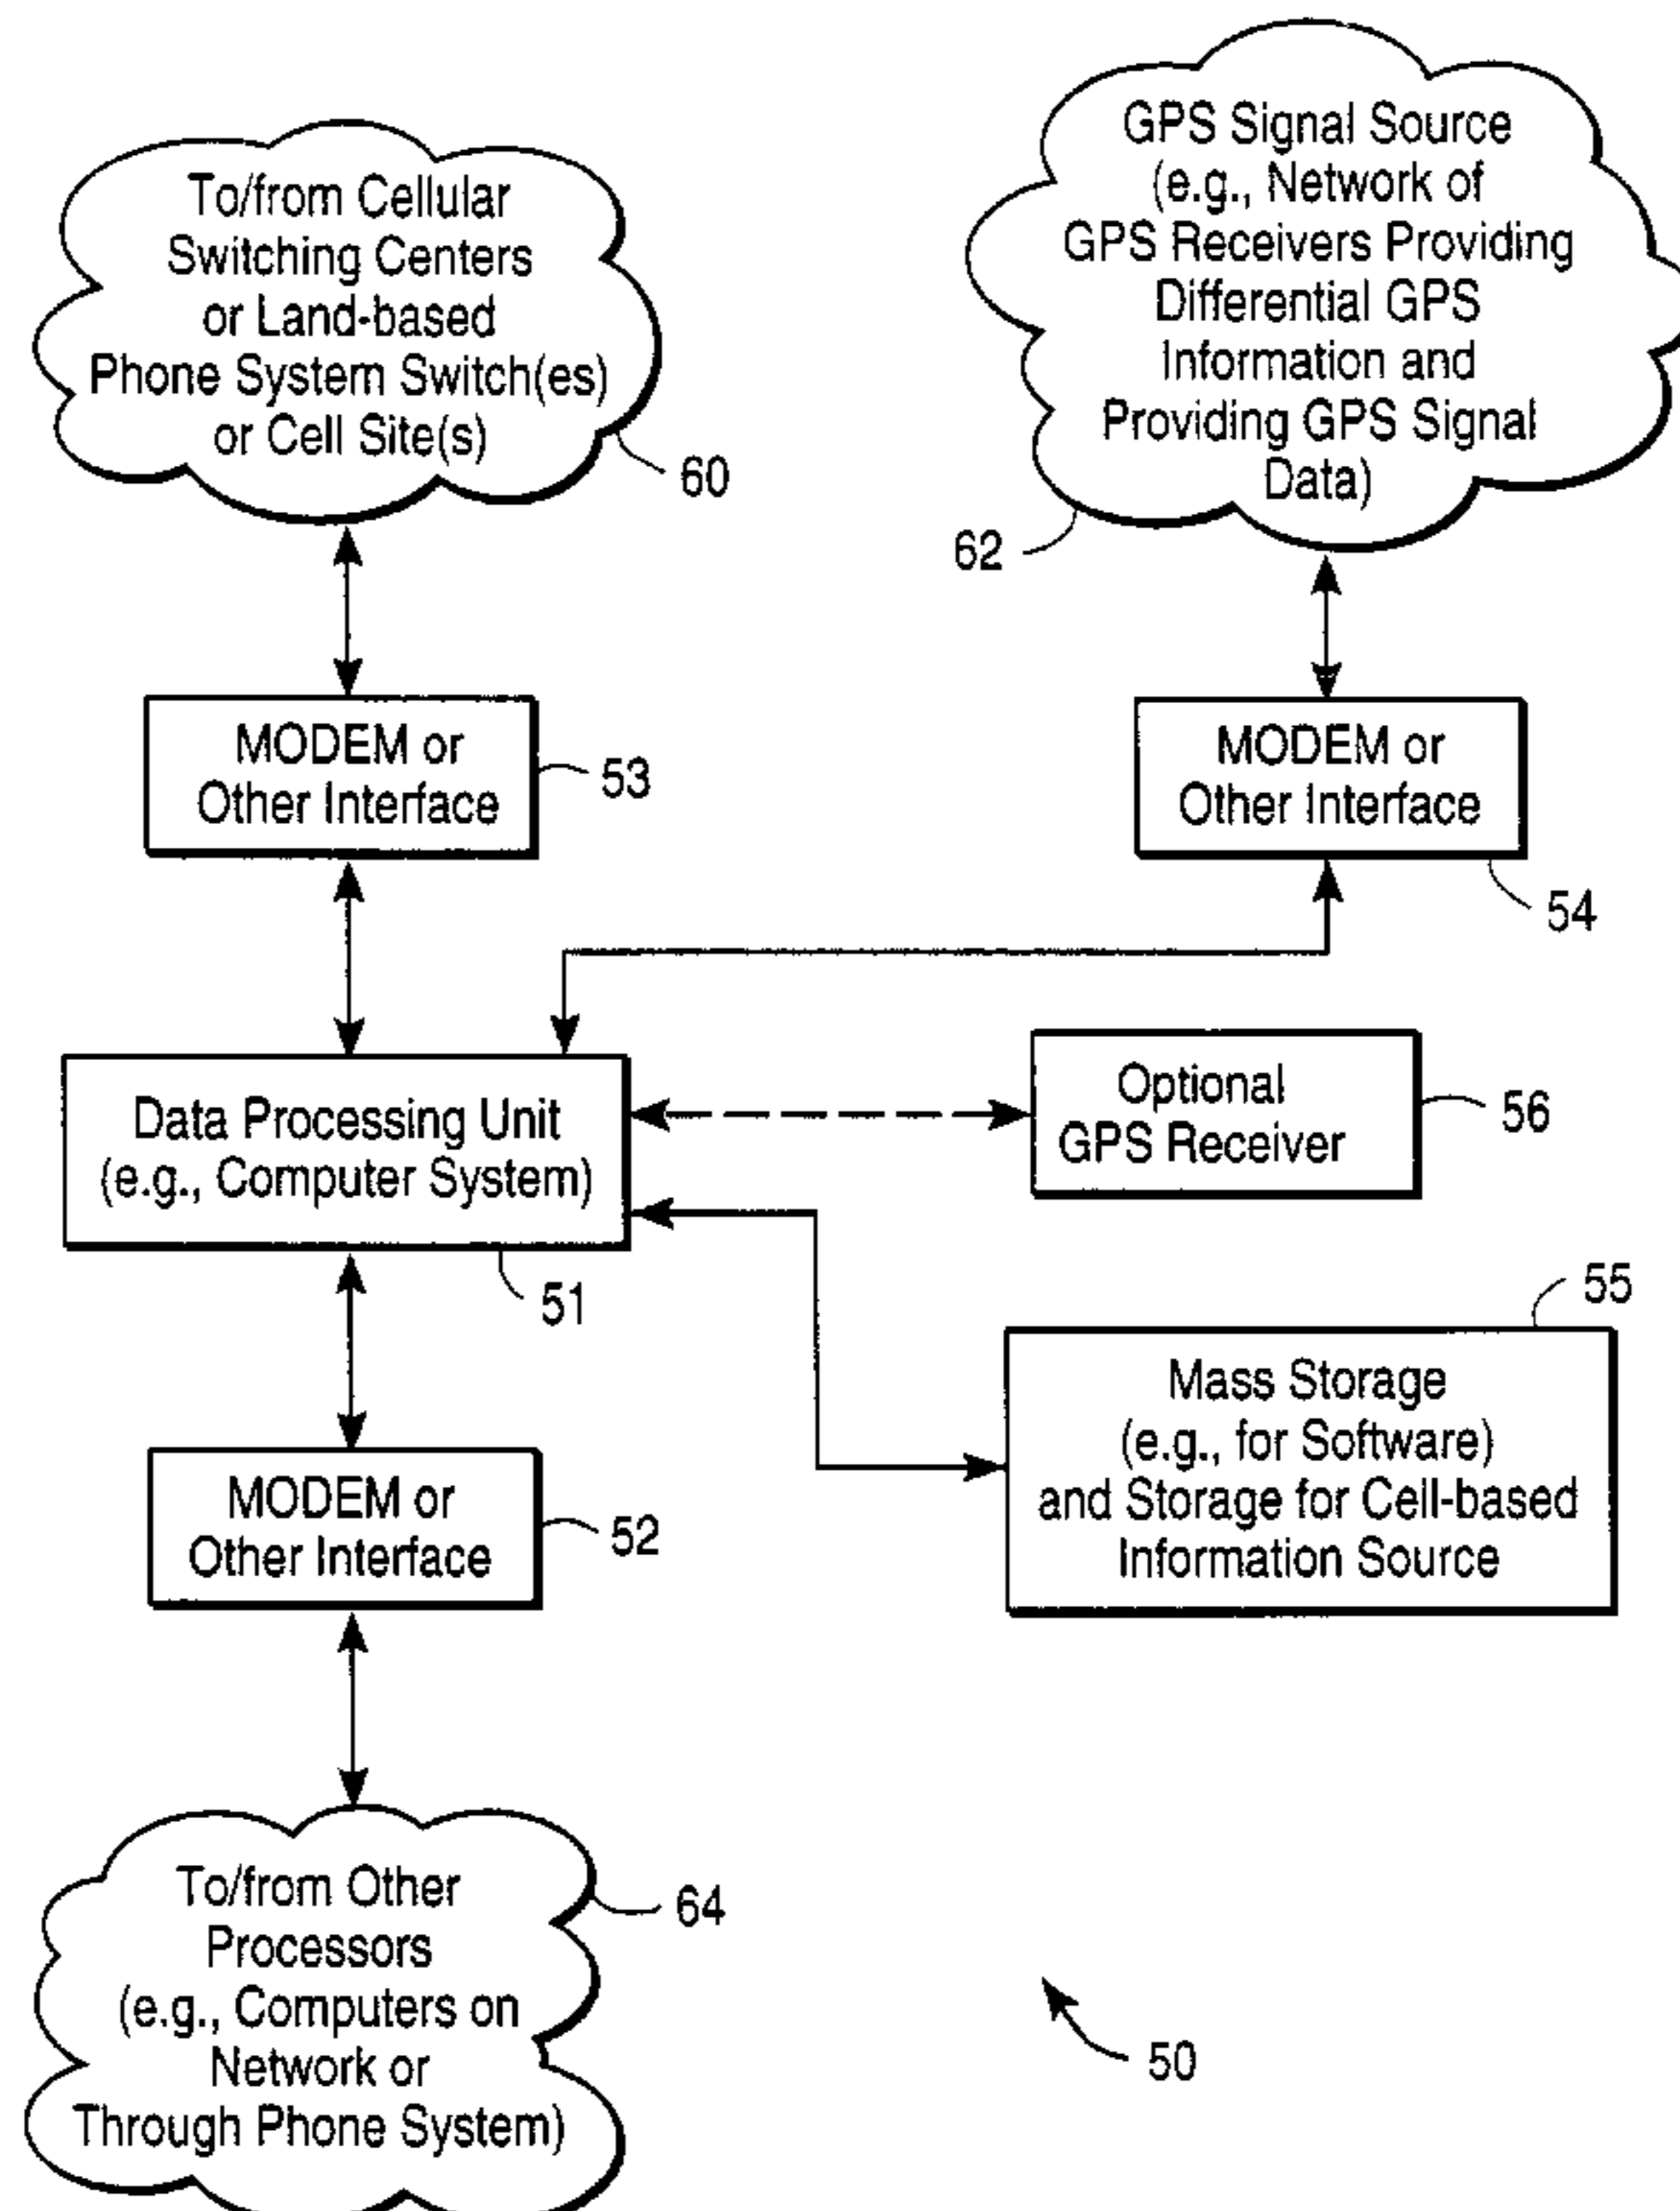 To/from Cellular
Switching Centers
or Land-based
Phone System Switch(es)
or Cell Site(s)
60
GPS Signal Source
(e.g., Network of
GPS Receivers Providing
Differential GPS
Information and
Providing GPS Signal
Data)
62
MODEM or
Other Interface
53
MODEM or
Other Interface
54
Data Processing Unit
(e.g., Computer System)
51
Optional
GPS Receiver
56
55
Mass Storage
(e.g., for Software)
and Storage for Cell-based
Information Source
MODEM or
Other Interface
52
To/from Other
Processors
(e.g., Computers on
Network or
Through Phone System)
64
50